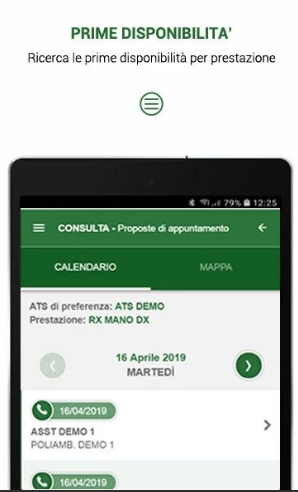 PRIME DISPONIBILITA'
Ricerca le prime disponibilità per prestazione
79% 12:25
CONSULTA - Proposte di appuntamento
CALENDARIO MAPPA
ATS di preferenza: ATS DEMO
Prestazione: RX MANO DX
16 Aprile 2019
MARTEDÌ
16/04/2019
ASST DEMO 1
POLIAMB. DEMO 1
16/04/2019